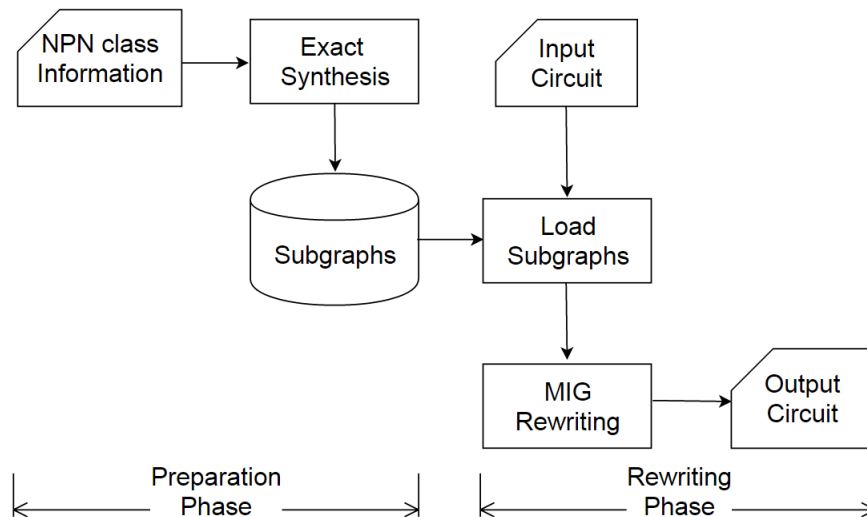 NPN class
Information
Exact
Synthesis
Input
Circuit
Subgraphs
Load
Subgraphs
MIG
Rewriting
Output
Circuit
Preparation
Phase
Rewriting
Phase